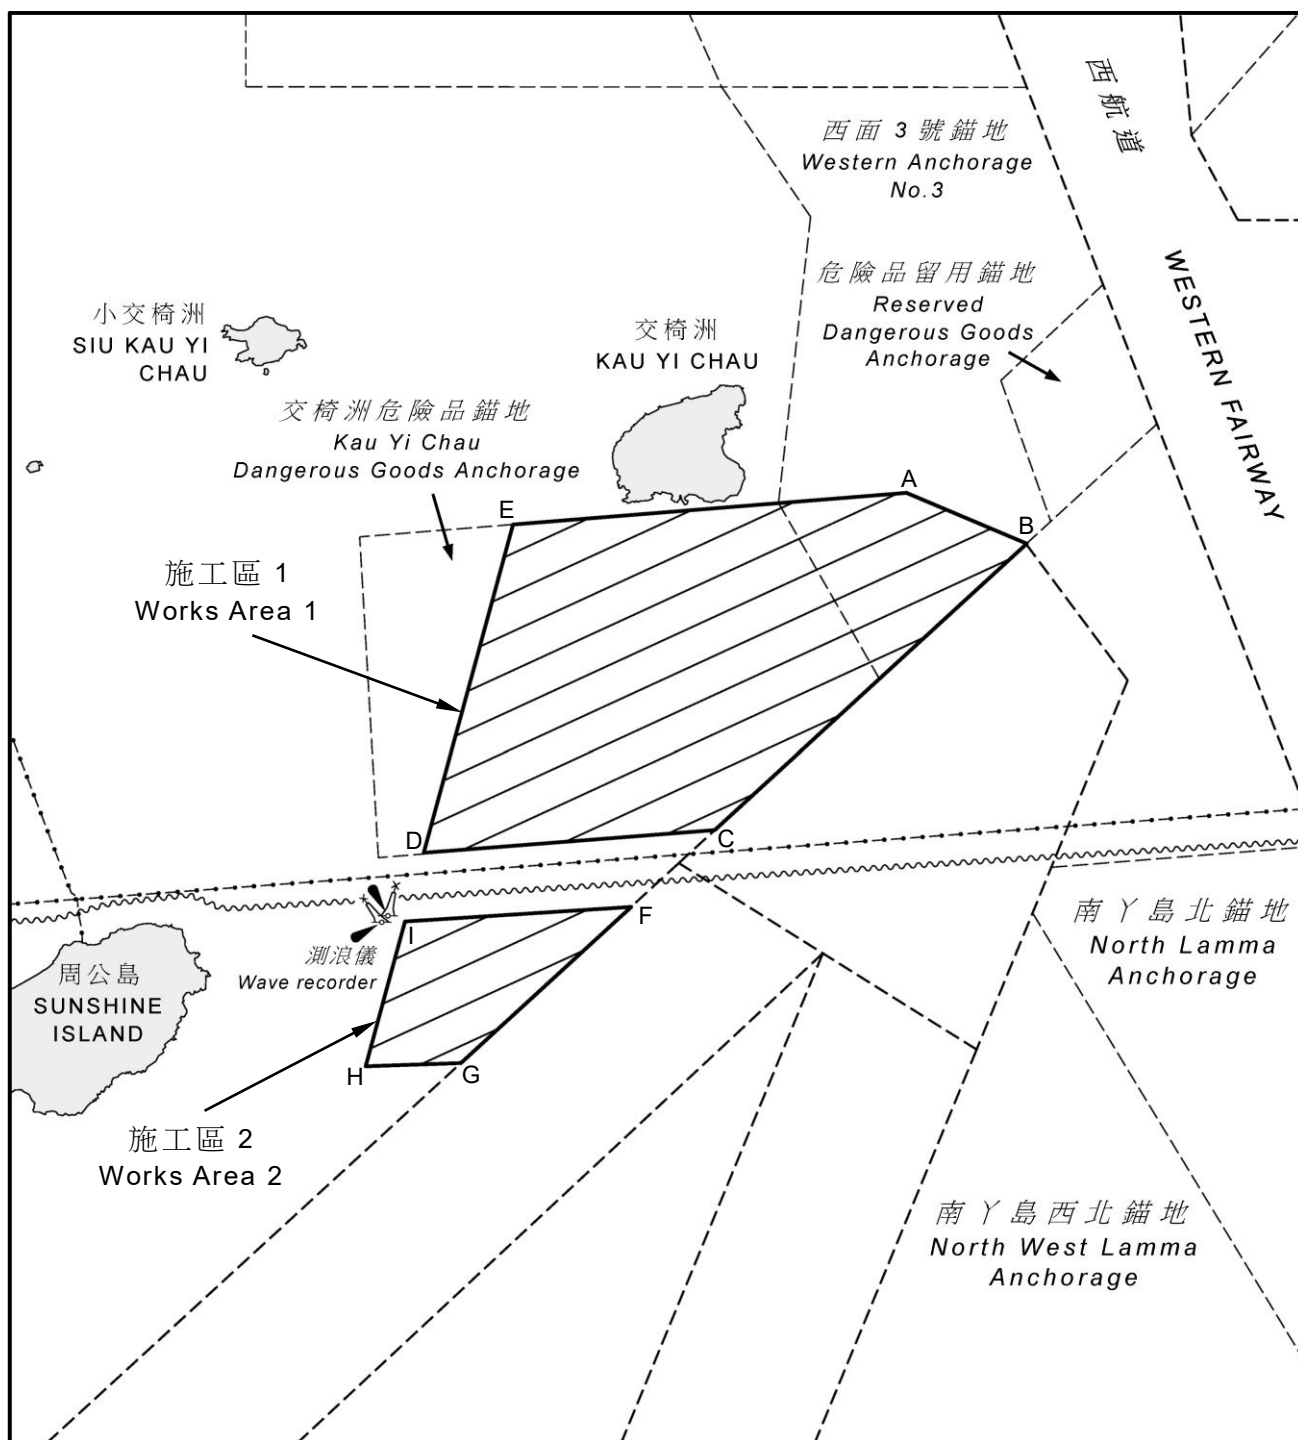 西航道
WESTERN FAIRWAY
西面 3 號錨地
Western Anchorage
No.3
危險品留用錨地
Reserved
Dangerous Goods
Anchorage
小交椅洲
SIU KAU YI
CHAU
交椅洲
KAU YI CHAU
交椅洲危險品錨地
Kau Yi Chau
Dangerous Goods Anchorage
A
B
E
施工區 1
Works Area 1
D
C
F
I
測浪儀
Wave recorder
周公島
SUNSHINE
ISLAND
南丫島北錨地
North Lamma
Anchorage
H
G
施工區 2
Works Area 2
南丫島西北錨地
North West Lamma
Anchorage